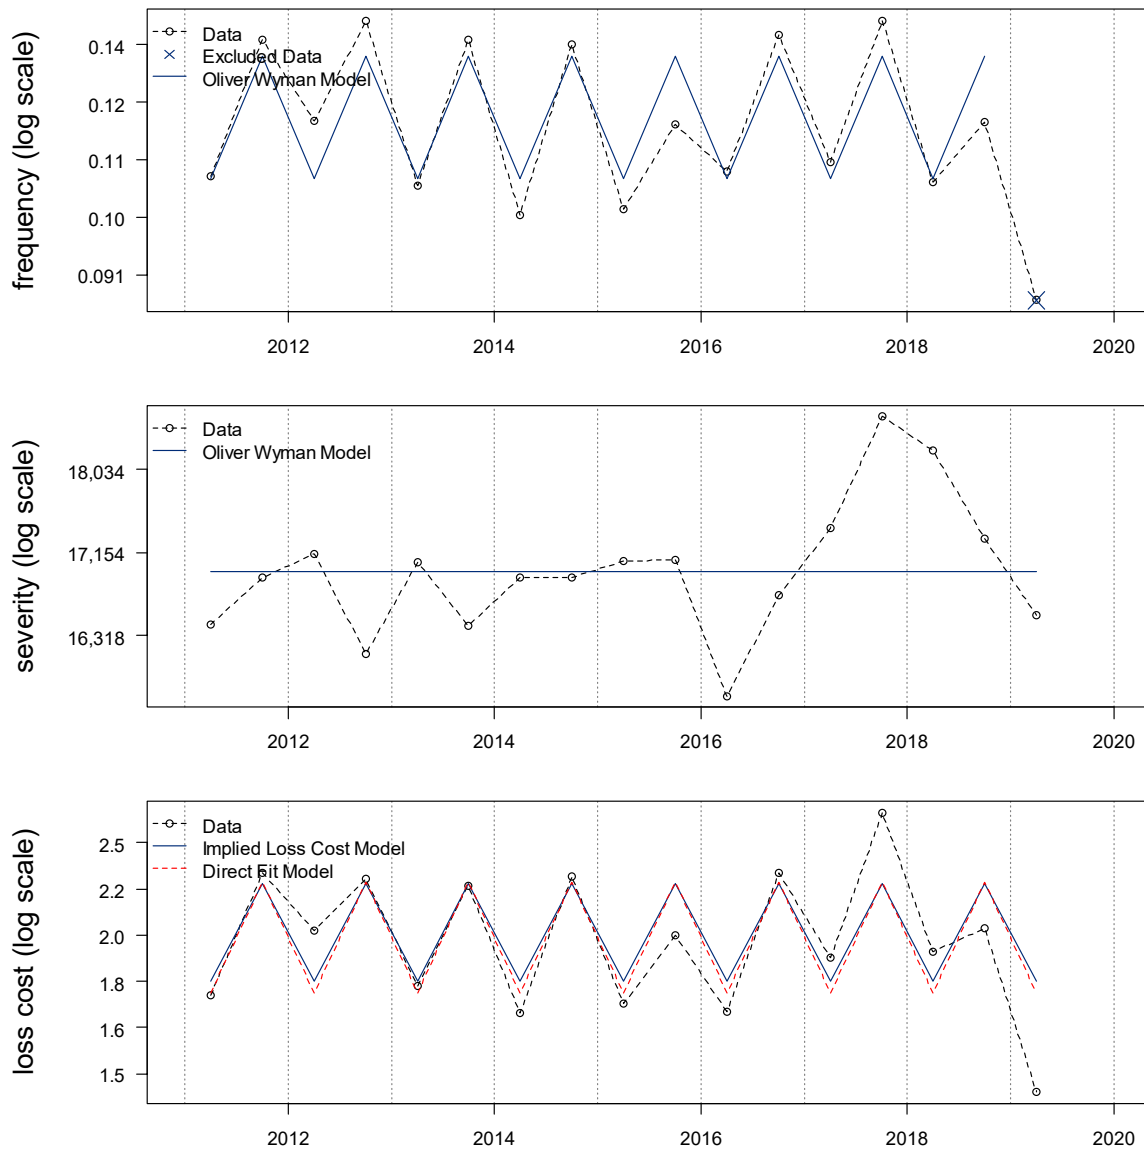 frequency (log scale)
Data
Excluded Data
Oliver Wyman Model
0.14
0.12
0.11
0.10
0.091
2012 2014 2016 2018 2020
severity (log scale)
Data
Oliver Wyman Model
18,034
17,154
16,318
2012 2014 2016 2018 2020
loss cost (log scale)
Data
Implied Loss Cost Model
Direct Fit Model
2.5
2.2
2.0
1.8
1.6
1.5
2012 2014 2016 2018 2020